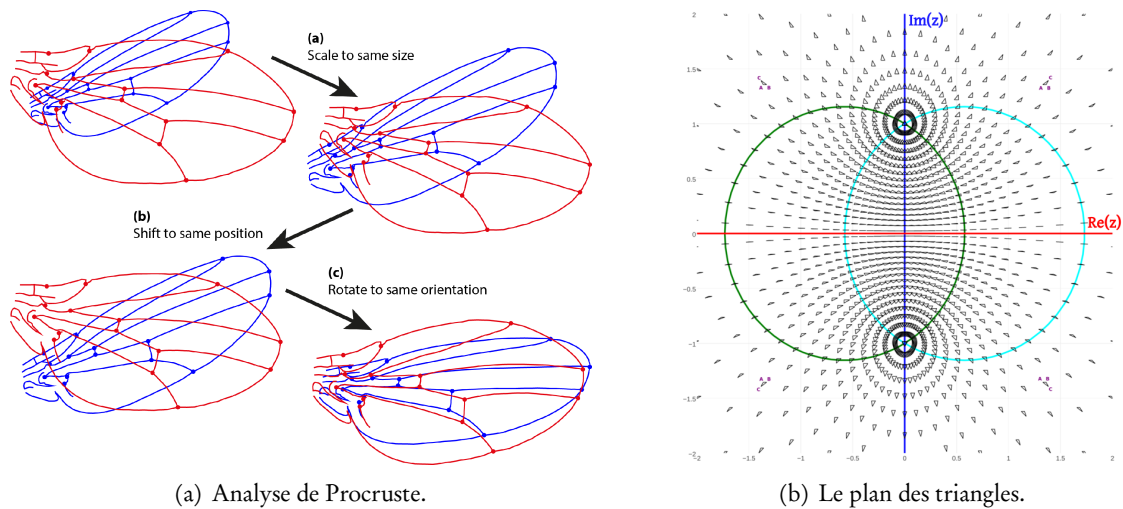 (a)
Scale to same size
(b)
Shift to same position
(c)
Rotate to same orientation
(a) Analyse de Procruste.
Im(z)
Re(z)
2
1.5
1
0.5
0
−0.5
−1
−1.5
−2
−2
−1.5
−1
−0.5
0
0.5
1
1.5
2
C
A B
C
A B
A B
C
A B
C
(b) Le plan des triangles.